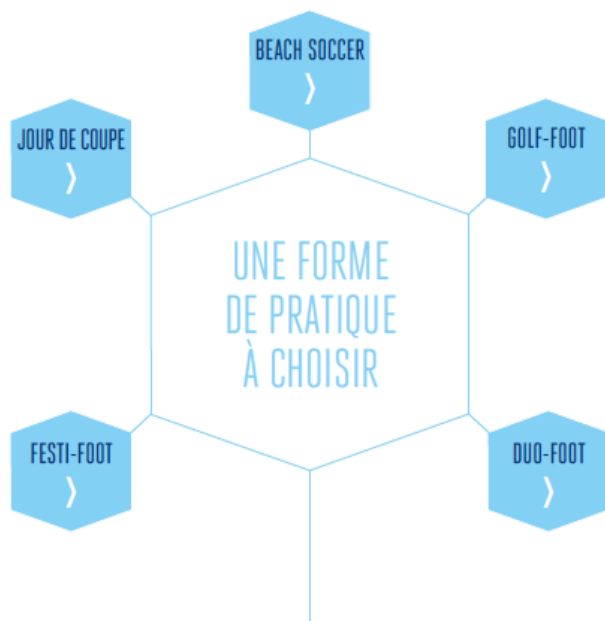 BEACH SOCCER
JOUR DE COUPE
GOLF-FOOT
UNE FORME
DE PRATIQUE
À CHOISIR
FESTI-FOOT
DUO-FOOT